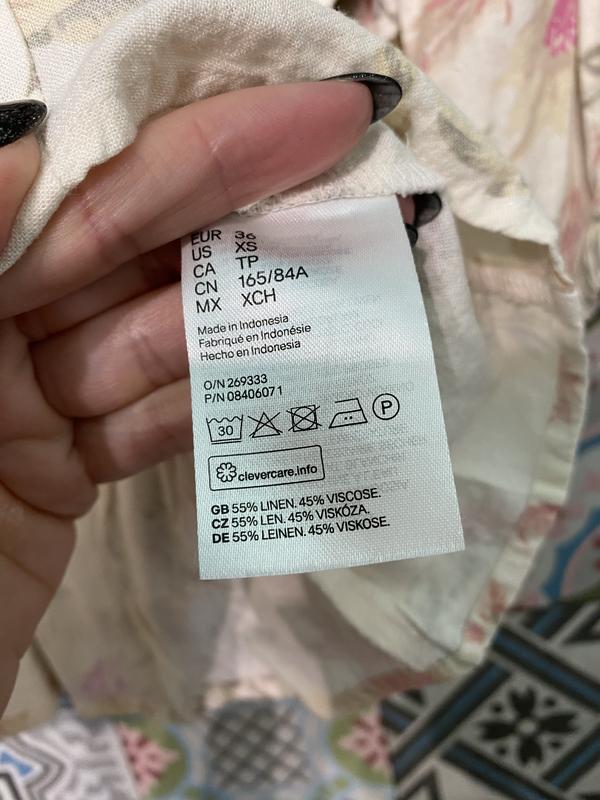 EUR 36
US XS
CA TP
CN 165/84A
MX XCH
Made in Indonesia
Fabriqué en Indonésie
Hecho en Indonesia
O/N 269333
P/N 08406071
30 P
clevercare.info
GB 55% LINEN. 45% VISCOSE.
CZ 55% LEN. 45% VISKÓZA.
DE 55% LEINEN. 45% VISKOSE.